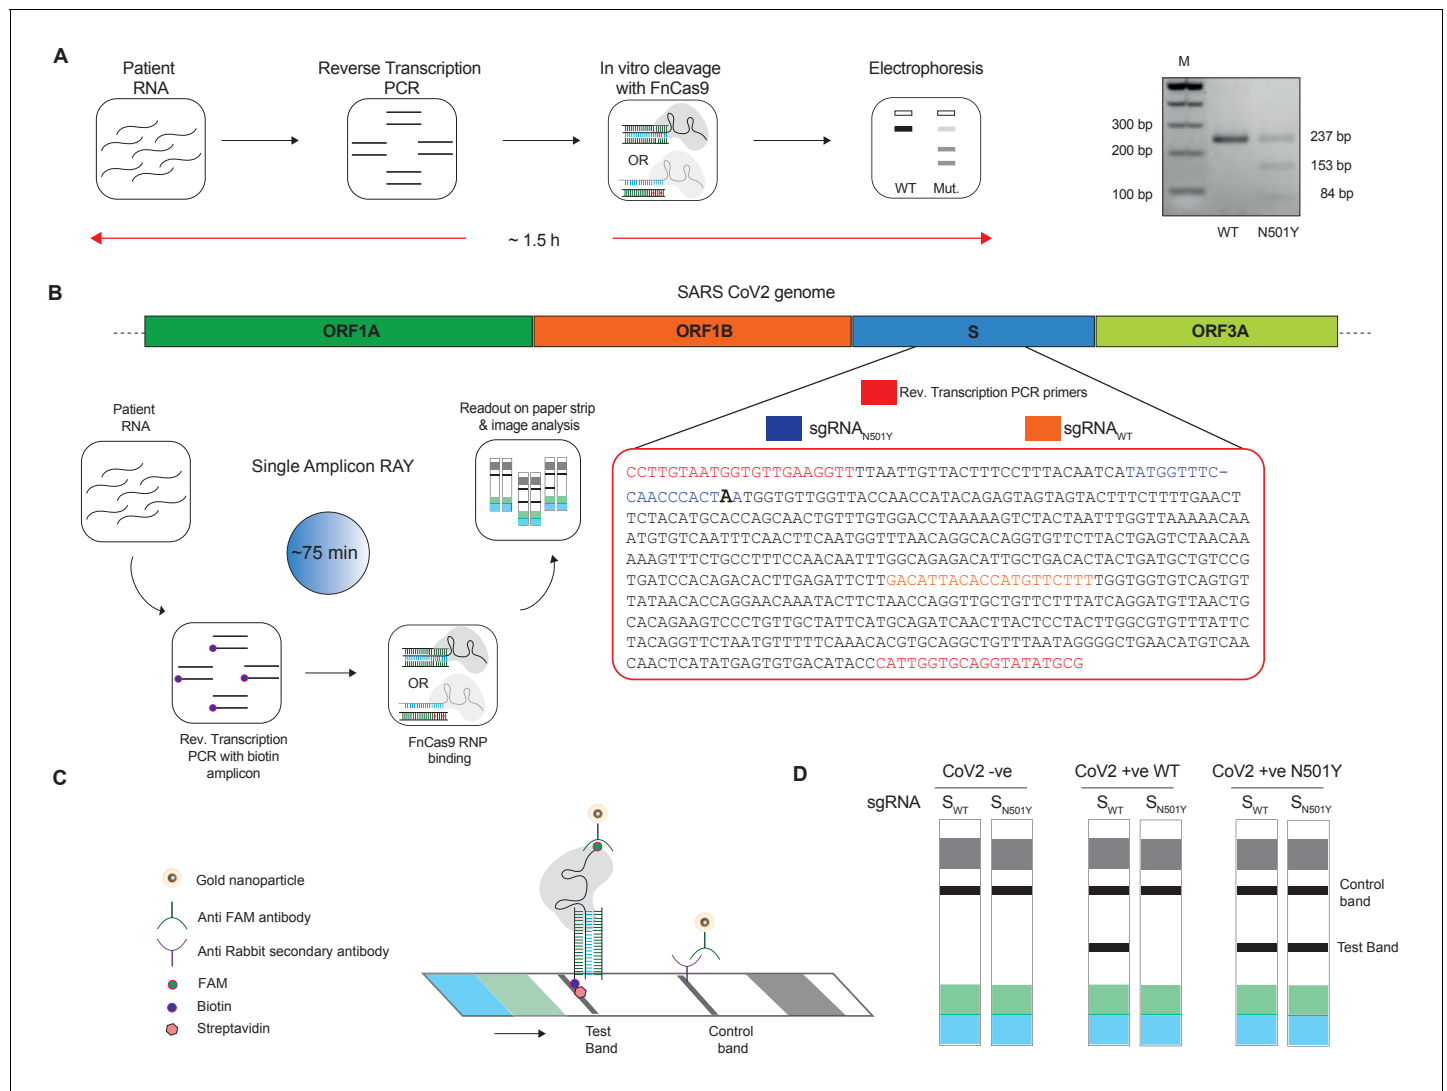 A
Patient
RNA
Reverse Transcription
PCR
In vitro cleavage
with FnCas9
OR
Electrophoresis
WT Mut.
~ 1.5 h
M
300 bp
200 bp
100 bp
237 bp
153 bp
84 bp
WT N501Y
B
SARS CoV2 genome
ORF1A
ORF1B
S
ORF3A
Patient
RNA
Single Amplicon RAY
~75 min
Readout on paper strip
& image analysis
Rev. Transcription
PCR with biotin
amplicon
OR
FnCas9 RNP
binding
Rev. Transcription PCR primers
sgRNAN501Y
sgRNAWT
CCTTGTAATGGTGTTGAAGGTTTTAATTGTTACTTTCCTTTACAATCATATGGTTTC-
CAACCCACTAATGGTGTTGGTTACCAACCATACAGAGTAGTAGTACTTTCTTTTGAACT
TCTACATGCACCAGCAACTGTTTGTGGACCTAAAAAGTCTACTAATTTGGTTAAAAACAA
ATGTGTCAATTTCAACTTCAATGGTTTAACAGGCACAGGTGTTCTTACTGAGTCTAACAA
AAAGTTTCTGCCTTTCCAACAATTTGGCAGAGACATTGCTGACACTACTGATGCTGTCCG
TGATCCACAGACACTTGAGATTCTTGACATTACACCATGTTCTTTTGGTGGTGTCAGTGT
TATAACACCAGGAACAAATACTTCTAACCAGGTTGCTGTTCTTTATCAGGATGTTAACTG
CACAGAAGTCCCTGTTGCTATTCATGCAGATCAACTTACTCCTACTTGGCGTGTTTATTC
TACAGGTTCTAATGTTTTTCAAACACGTGCAGGCTGTTTAATAGGGGCTGAACATGTCAA
CAACTCATATGAGTGTGACATACCCATTGGTGCAGGTATATGCG
C
Gold nanoparticle
Anti FAM antibody
Anti Rabbit secondary antibody
FAM
Biotin
Streptavidin
Test
Band
Control
band
D
CoV2 -ve
CoV2 +ve WT
CoV2 +ve N501Y
sgRNA SWT SN501Y SWT SN501Y SWT SN501Y
Control
band
Test Band